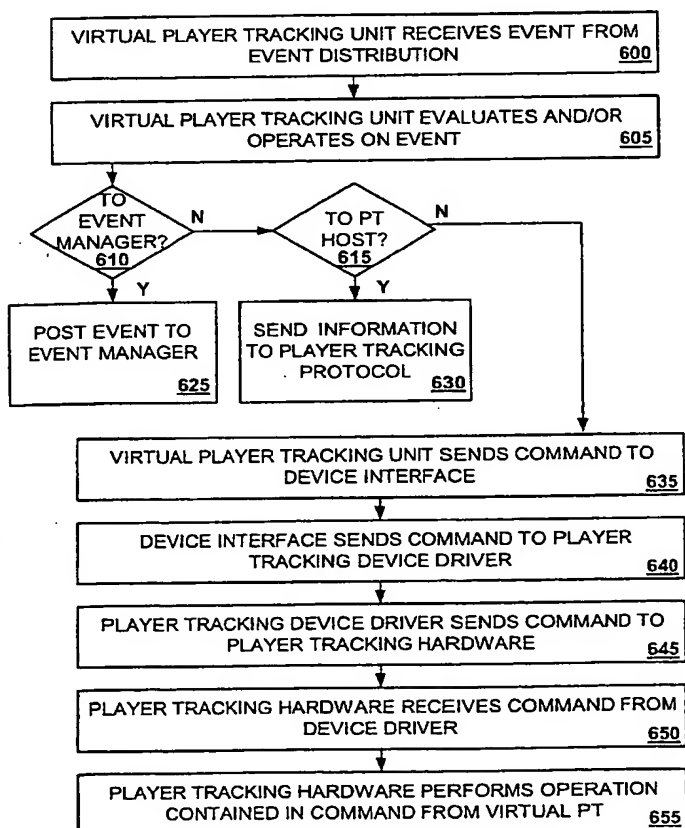 VIRTUAL PLAYER TRACKING UNIT RECEIVES EVENT FROM
EVENT DISTRIBUTION
600
VIRTUAL PLAYER TRACKING UNIT EVALUATES AND/OR
OPERATES ON EVENT
605
TO
EVENT
MANAGER?
610
N
TO PT
HOST?
615
N
Y
Y
POST EVENT TO
EVENT MANAGER
625
SEND INFORMATION
TO PLAYER TRACKING
PROTOCOL
630
VIRTUAL PLAYER TRACKING UNIT SENDS COMMAND TO
DEVICE INTERFACE
635
DEVICE INTERFACE SENDS COMMAND TO PLAYER
TRACKING DEVICE DRIVER
640
PLAYER TRACKING DEVICE DRIVER SENDS COMMAND TO
PLAYER TRACKING HARDWARE
645
PLAYER TRACKING HARDWARE RECEIVES COMMAND FROM
DEVICE DRIVER
650
PLAYER TRACKING HARDWARE PERFORMS OPERATION
CONTAINED IN COMMAND FROM VIRTUAL PT
655